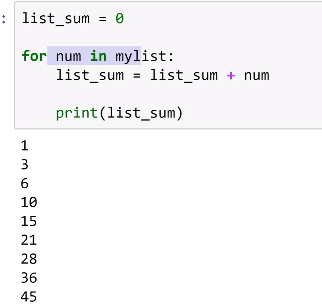 : list_sum = 0
for num in mylist:
list_sum = list_sum + num
print(list_sum)
1
3
6
10
15
21
28
36
45